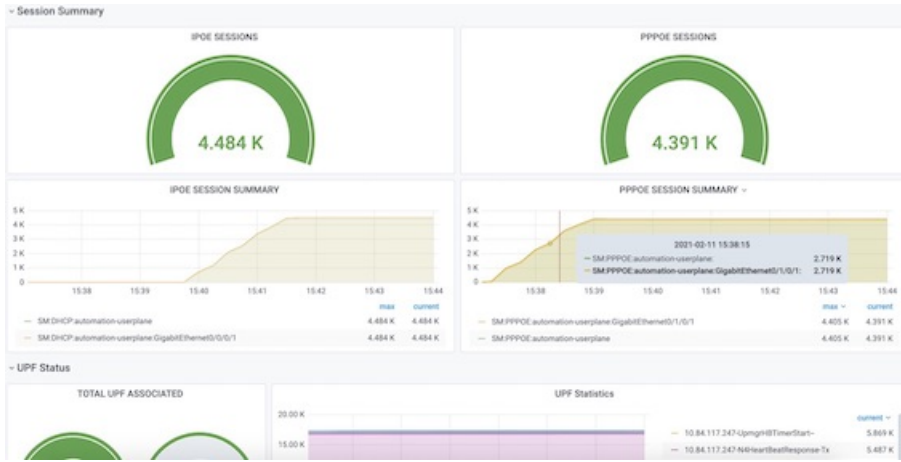 Session Summary
IPOE SESSIONS
4.484 K
PPPOE SESSIONS
4.391 K
IPOE SESSION SUMMARY
5 K
4 K
3 K
2 K
1 K
0
15:38 15:39 15:40 15:41 15:42 15:43 15:44
max current
SM:DHCP:automation-userplane 4.484 K 4.484 K
SM:DHCP:automation-userplane:GigabitEthernet0/0/0/1 4.484 K 4.484 K
PPPOE SESSION SUMMARY
5 K
4 K
3 K
2 K
1 K
0
2021-02-11 15:38:15
SM:PPPOE:automation-userplane: 2.719 K
SM:PPPOE:automation-userplane:GigabitEthernet0/1/0/1: 2.719 K
15:38 15:39 15:40 15:41 15:42 15:43 15:44
max current
SM:PPPOE:automation-userplane:GigabitEthernet0/1/0/1 4.405 K 4.391 K
SM:PPPOE:automation-userplane 4.405 K 4.391 K
UPF Status
TOTAL UPF ASSOCIATED
UPF Statistics
20.00 K
15.00 K
current
10.84.117.247-UpmgrHBTimerStart-- 5.869 K
10.84.117.247-N4HeartBeatResponse-Tx 5.487 K